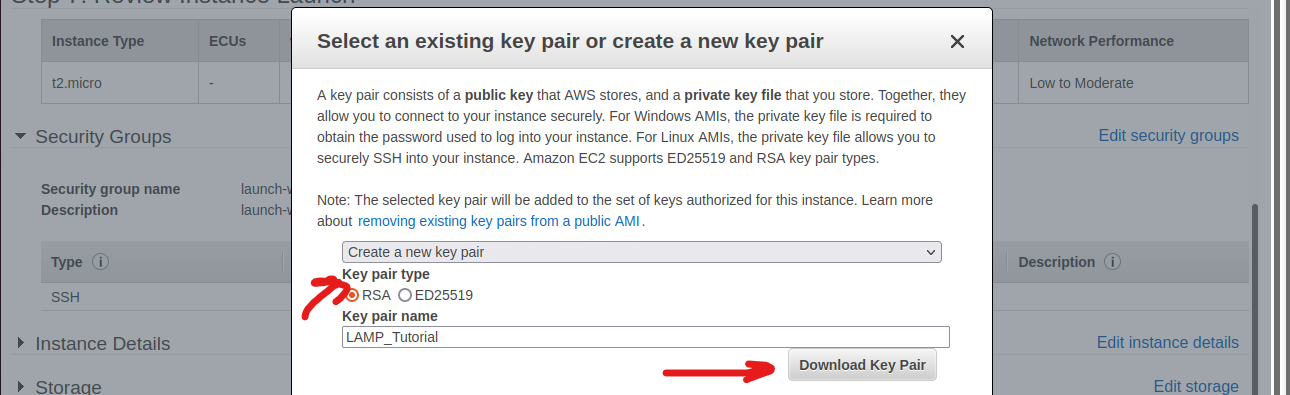 Select an existing key pair or create a new key pair
Instance Type
ECUs
Network Performance
t2.micro
-
Low to Moderate
A key pair consists of a public key that AWS stores, and a private key file that you store. Together, they
allow you to connect to your instance securely. For Windows AMIs, the private key file is required to
obtain the password used to log into your instance. For Linux AMIs, the private key file allows you to
securely SSH into your instance. Amazon EC2 supports ED25519 and RSA key pair types.
Security Groups
Edit security groups
Security group name
launch-w
Description
launch-w
Note: The selected key pair will be added to the set of keys authorized for this instance. Learn more
about removing existing key pairs from a public AMI.
Create a new key pair
Type
Description
Key pair type
SSH
RSA
ED25519
Key pair name
LAMP_Tutorial
Instance Details
Edit instance details
Download Key Pair
Storage
Edit storage